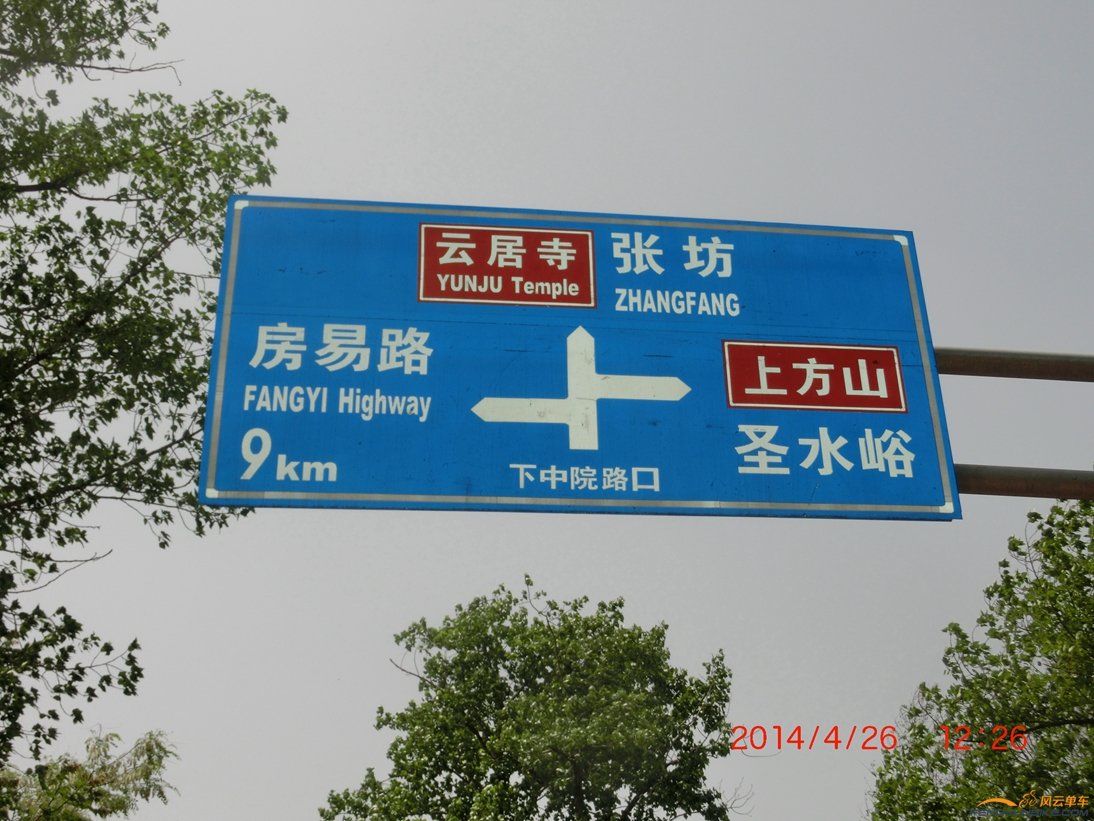 云居寺
YUNJU Temple
张坊
ZHANGFANG
房易路
FANGYI Highway
9km
上方山
圣水峪
下中院路口
2014/4/26 12:26
风云单车